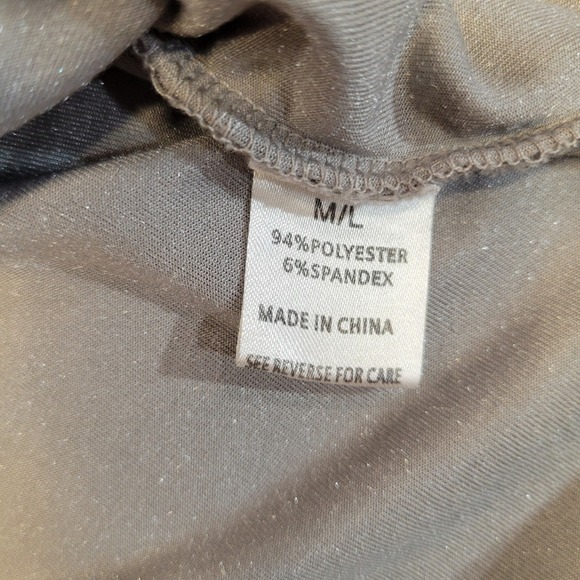 M/L
94%POLYESTER
6%SPANDEX
MADE IN CHINA
SEE REVERSE FOR CARE